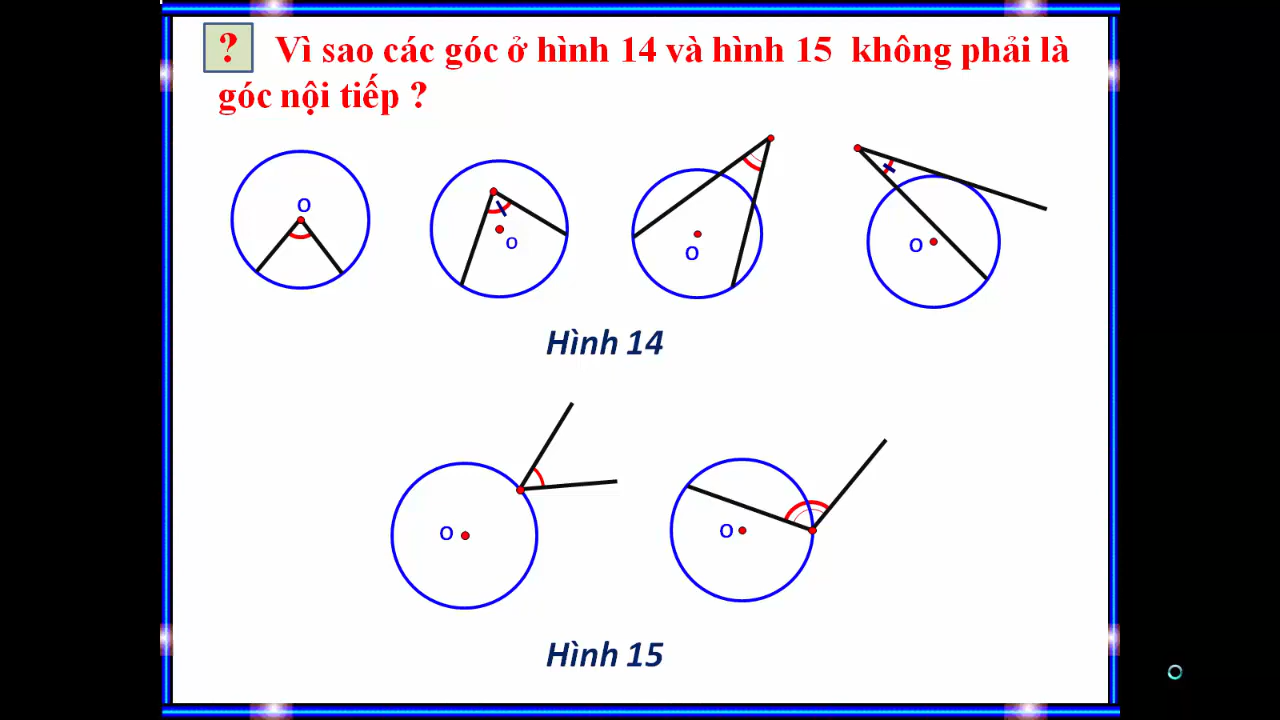 ? Vì sao các góc ở hình 14 và hình 15 không phải là
góc nội tiếp ?
O
O
O
O
Hình 14
O
O
Hình 15